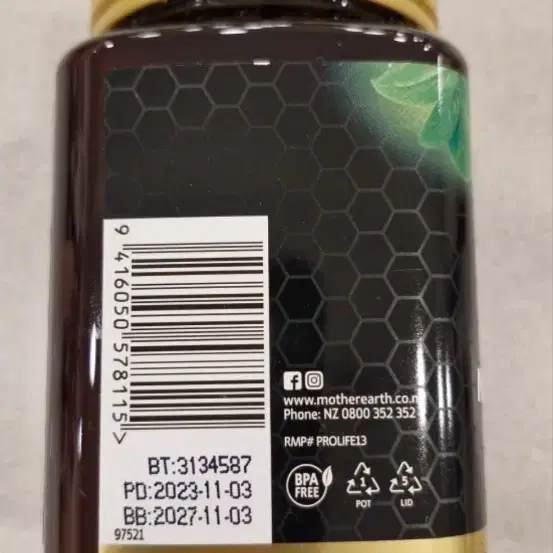 9 416050 578115 >
BT:3134587
PD:2023-11-03
BB:2027-11-03
97521
www.motherearth.co.n
Phone: NZ 0800 352 352
RMP# PROLIFE13
BPA
FREE
1
POT
5
LID